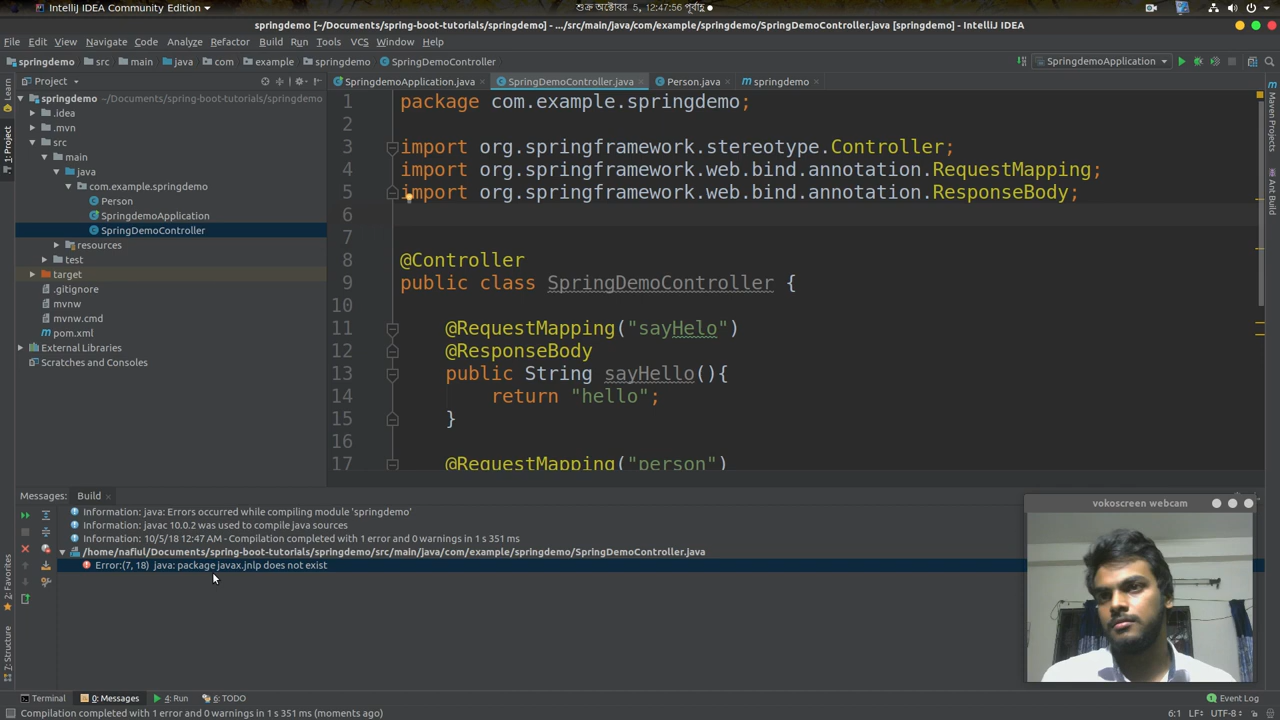 IntelliJ IDEA Community Edition
শুক্র অক্টোবর 5, 12:47:56 পূর্বাহ্ণ
springdemo [~/Documents/spring-boot-tutorials/springdemo] - .../src/main/java/com/example/springdemo/SpringDemoController.java [springdemo] - IntelliJ IDEA
File Edit View Navigate Code Analyze Refactor Build Run Tools VCS Window Help
springdemo src main java com example springdemo SpringDemoController
SpringdemoApplication
Learn
1: Project
2: Favorites
7: Structure
Project
springdemo ~/Documents/spring-boot-tutorials/springdemo
.idea
.mvn
src
main
java
com.example.springdemo
Person
SpringdemoApplication
SpringDemoController
resources
test
target
.gitignore
mvnw
mvnw.cmd
pom.xml
External Libraries
Scratches and Consoles
SpringdemoApplication.java SpringDemoController.java Person.java springdemo
1 package com.example.springdemo;
2
3 import org.springframework.stereotype.Controller;
4 import org.springframework.web.bind.annotation.RequestMapping;
5 import org.springframework.web.bind.annotation.ResponseBody;
6
7
8 @Controller
9 public class SpringDemoController {
10
11 @RequestMapping("sayHelo")
12 @ResponseBody
13 public String sayHello(){
14 return "hello";
15 }
16
17 @RequestMapping("person")
Maven Projects
Ant Build
Messages: Build
Information: java: Errors occurred while compiling module 'springdemo'
Information: javac 10.0.2 was used to compile java sources
Information: 10/5/18 12:47 AM - Compilation completed with 1 error and 0 warnings in 1 s 351 ms
/home/nafiul/Documents/spring-boot-tutorials/springdemo/src/main/java/com/example/springdemo/SpringDemoController.java
Error:(7, 18) java: package javax.jnlp does not exist
vokoscreen webcam
Terminal 0: Messages 4: Run 6: TODO
Event Log
Compilation completed with 1 error and 0 warnings in 1 s 351 ms (moments ago)
6:1 LF UTF-8